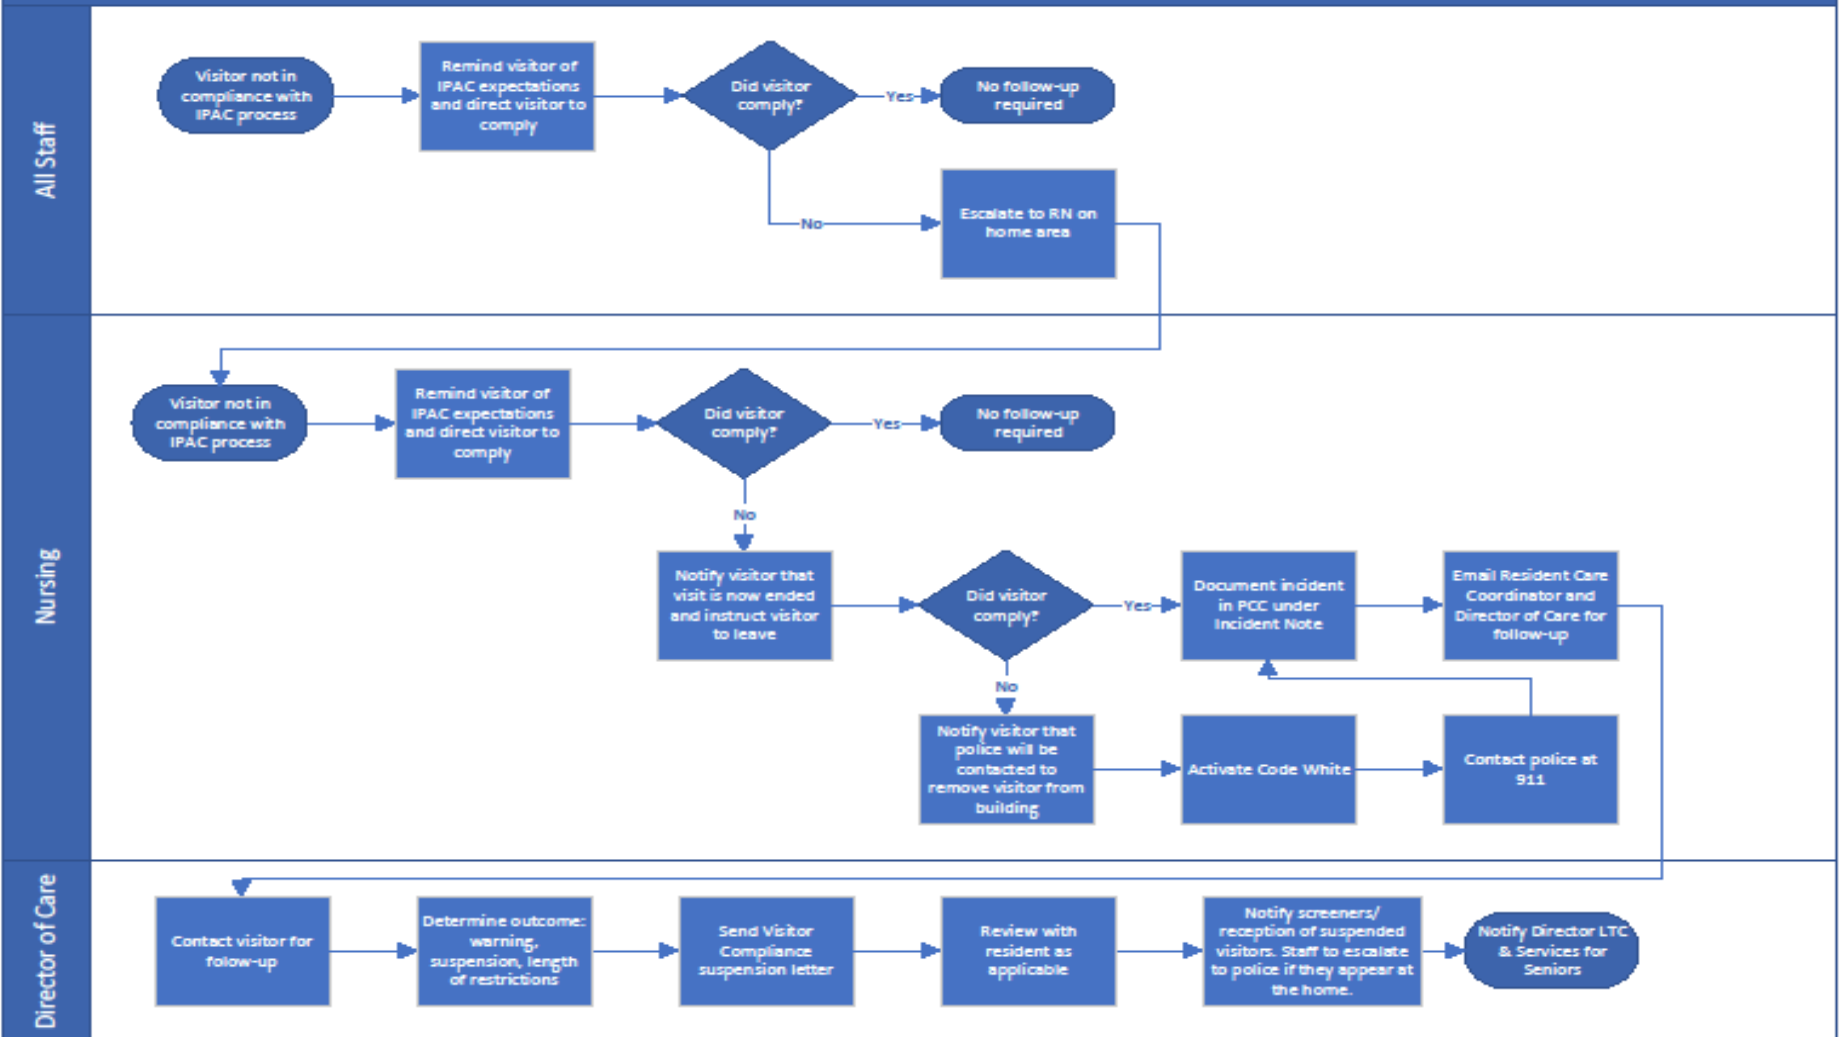 All Staff
Visitor not in
compliance with
IPAC process
Remind visitor of
IPAC expectations
and direct visitor to
comply
Did visitor
comply?
Yes
No follow-up
required
No
Escalate to RN on
home area
Nursing
Visitor not in
compliance with
IPAC process
Remind visitor of
IPAC expectations
and direct visitor to
comply
Did visitor
comply?
Yes
No follow-up
required
No
Notify visitor that
visit is now ended
and instruct visitor
to leave
Did visitor
comply?
Yes
Document incident
in PCC under
Incident Note
Email Resident Care
Coordinator and
Director of Care for
follow-up
No
Notify visitor that
police will be
contacted to
remove visitor from
building
Activate Code White
Contact police at
911
Director of Care
Contact visitor for
folow-up
Determine outcome:
warning,
suspension, length
of restrictions
Send Visitor
Compliance
suspension letter
Review with
resident as
applicable
Notify screeners/
reception of suspended
visitors. Staff to escalate
to police if they appear at
the home.
Notify Director LTC
& Services for
Seniors